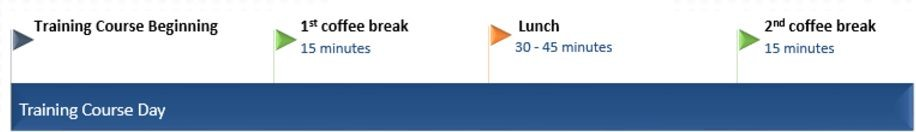 Training Course Beginning
1st coffee break
15 minutes
Lunch
30 - 45 minutes
2nd coffee break
15 minutes
Training Course Day